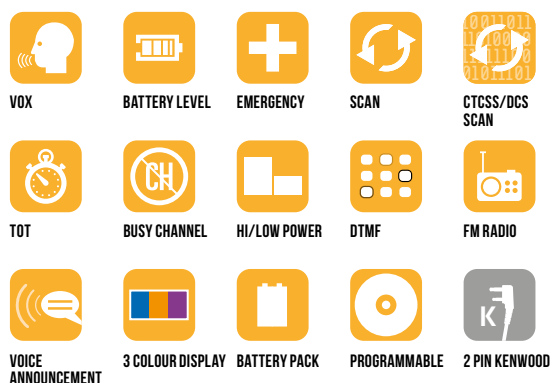 VOX
BATTERY LEVEL
EMERGENCY
SCAN
CTCSS/DCS
SCAN
TOT
CH
BUSY CHANNEL
HI/LOW POWER
DTMF
FM RADIO
VOICE
ANNOUNCEMENT
3 COLOUR DISPLAY
BATTERY PACK
PROGRAMMABLE
K
2 PIN KENWOOD